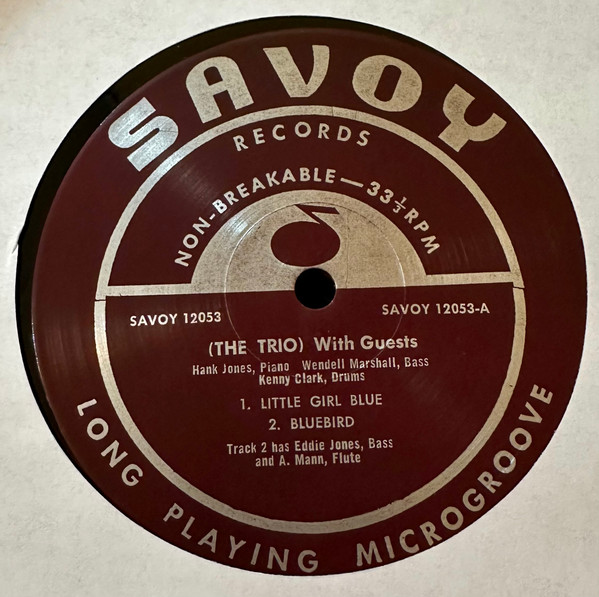 SAVOY
RECORDS
NON-BREAKABLE—33⅓RPM
SAVOY 12053
SAVOY 12053-A
(THE TRIO) With Guests
Hank Jones, Piano Wendell Marshall, Bass
Kenny Clark, Drums
1. LITTLE GIRL BLUE
2. BLUEBIRD
Track 2 has Eddie Jones, Bass
and A. Mann, Flute
LONG PLAYING MICROGROOVE